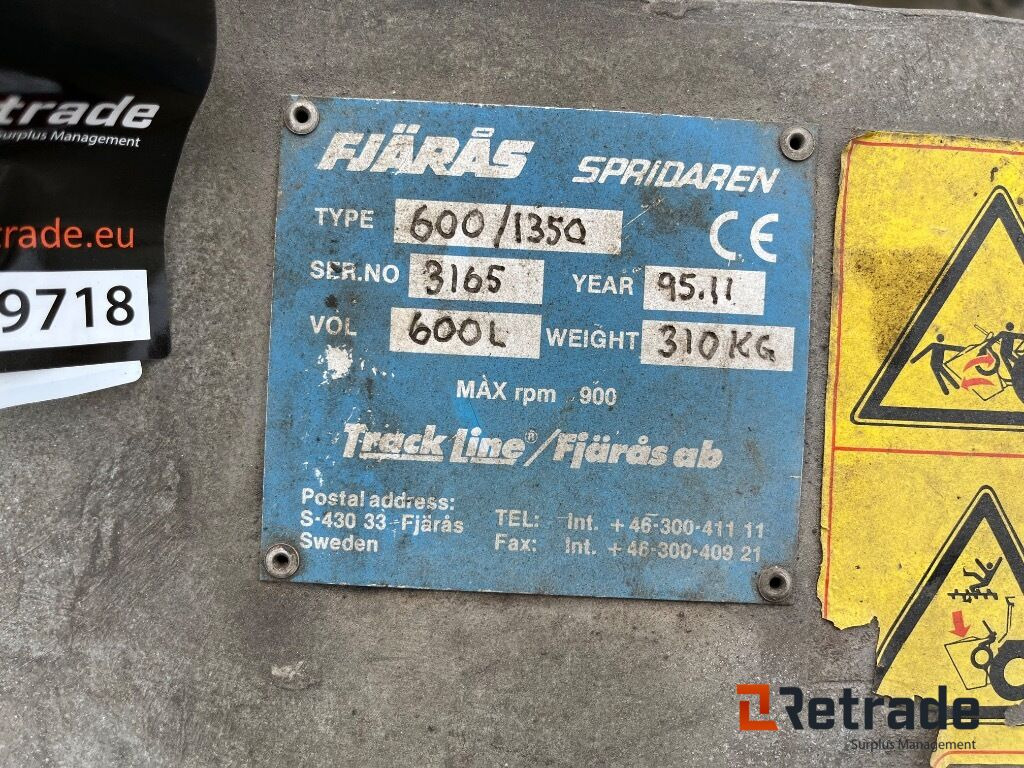 etrade
Surplus Management
trade.eu
9718
FJÄRÅS SPRIDAREN
TYPE 600/1350
CE
SER.NO 3165 YEAR 95.11
VOL 600L WEIGHT 310KG
MAX rpm 900
Track Line®/Fjärås ab
Postal address:
S-430 33 Fjärås
Sweden
TEL: Int. +46-300-411 11
Fax: Int. +46-300-409 21
Retrade
Surplus Management